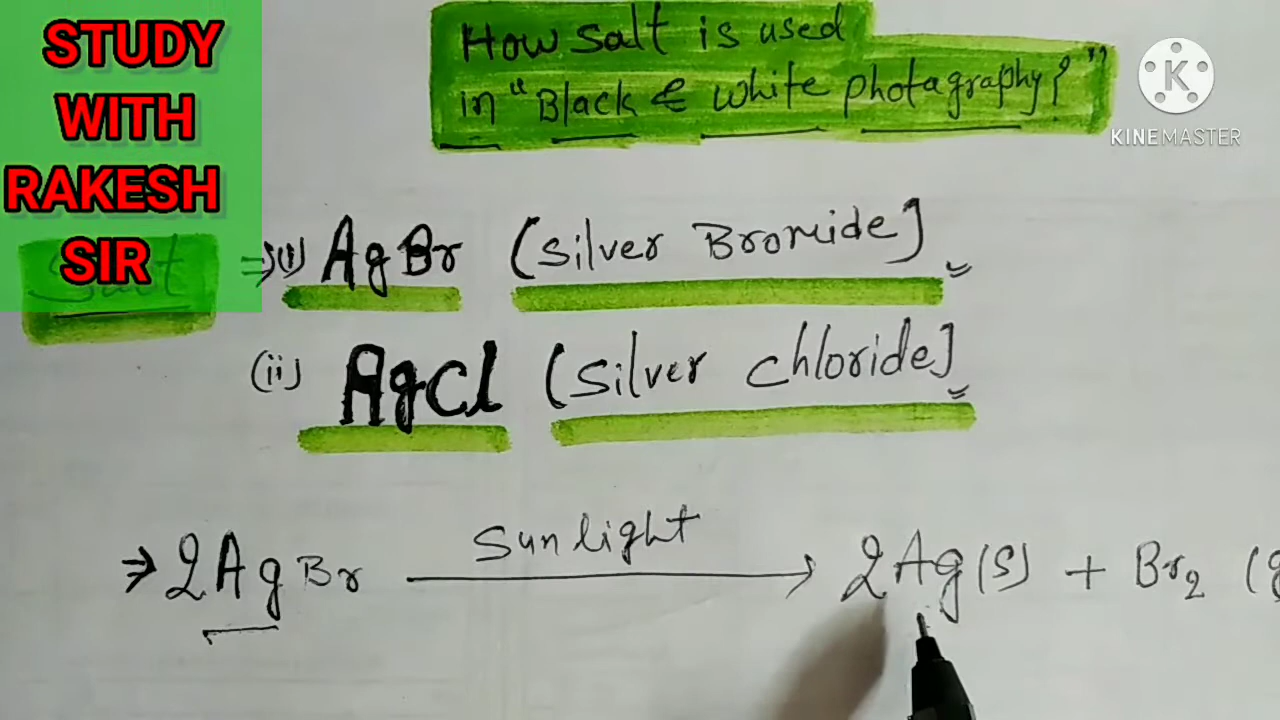 STUDY
WITH
RAKESH
SIR
How salt is used
in "Black & white photagraphy?"
K
KINEMASTER
Salt ⇒ (i) AgBr (Silver Bromide]
(ii) AgCl (Silver chloride]
⇒ 2AgBr Sunlight → 2Ag(s) + Br₂ (g